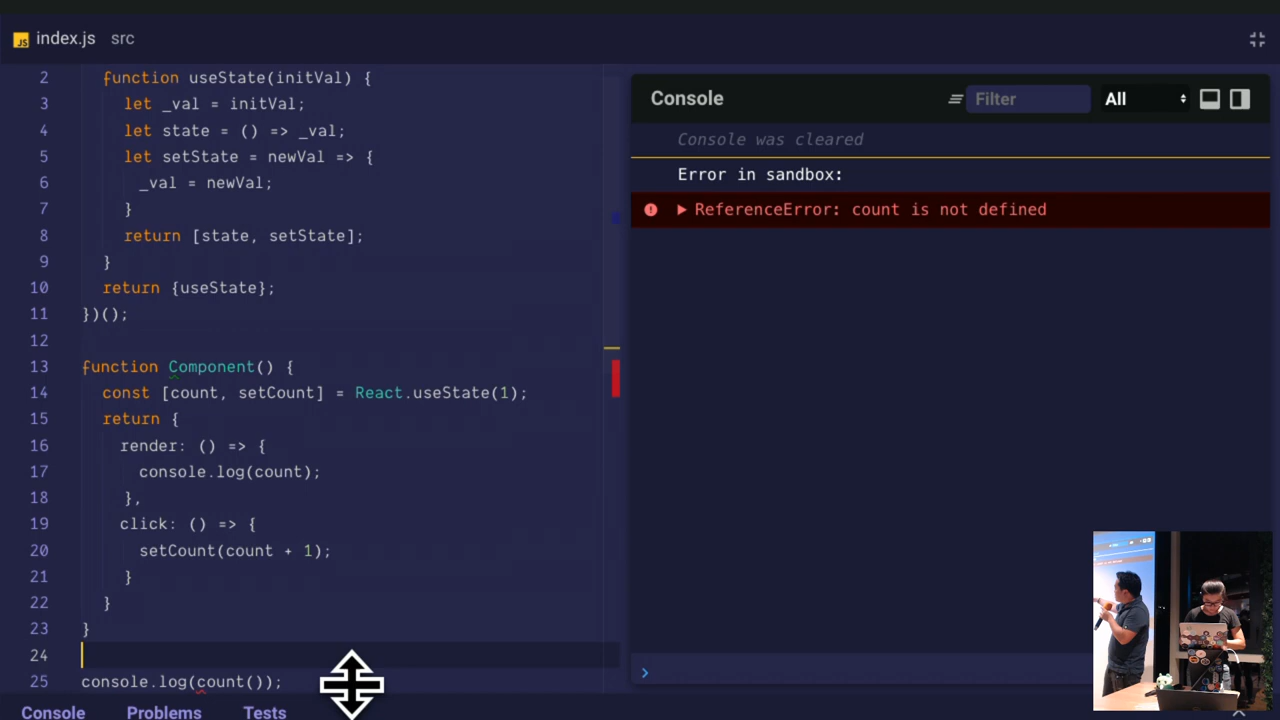 JS index.js src
2 function useState(initVal) {
3 let _val = initVal;
4 let state = () => _val;
5 let setState = newVal => {
6 _val = newVal;
7 }
8 return [state, setState];
9 }
10 return {useState};
11 })();
12
13 function Component() {
14 const [count, setCount] = React.useState(1);
15 return {
16 render: () => {
17 console.log(count);
18 },
19 click: () => {
20 setCount(count + 1);
21 }
22 }
23 }
24
25 console.log(count());
Console Problems Tests
Console Filter All
Console was cleared
Error in sandbox:
ReferenceError: count is not defined